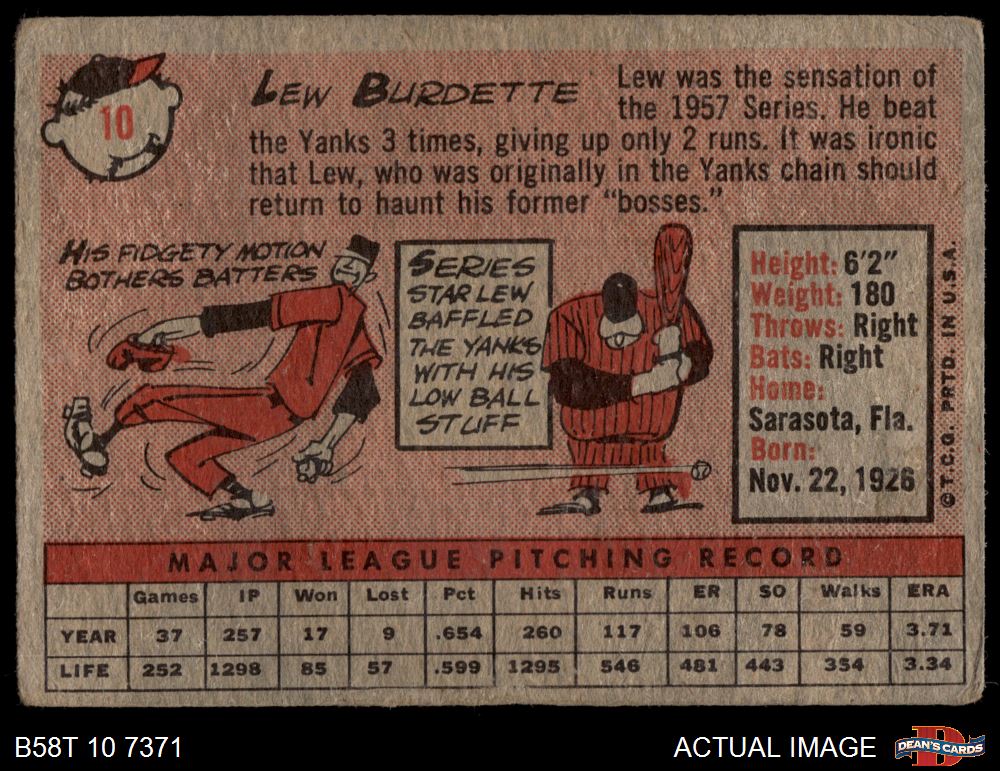 10
LEW BURDETTE
Lew was the sensation of
the 1957 Series. He beat
the Yanks 3 times, giving up only 2 runs. It was ironic
that Lew, who was originally in the Yanks chain should
return to haunt his former “bosses.”
HIS FIDGETY MOTION
BOTHERS BATTERS
SERIES
STAR LEW
BAFFLED
THE YANKS
WITH HIS
LOW BALL
STUFF
Height: 6'2"
Weight: 180
Throws: Right
Bats: Right
Home:
Sarasota, Fla.
Born:
Nov. 22, 1926
© T.C.G. PRTD. IN U.S.A.
MAJOR LEAGUE PITCHING RECORD
Games IP Won Lost Pct Hits Runs ER SO Walks ERA
YEAR 37 257 17 9 .654 260 117 106 78 59 3.71
LIFE 252 1298 85 57 .599 1295 546 481 443 354 3.34
B58T 10 7371
ACTUAL IMAGE
D
DEAN'S CARDS